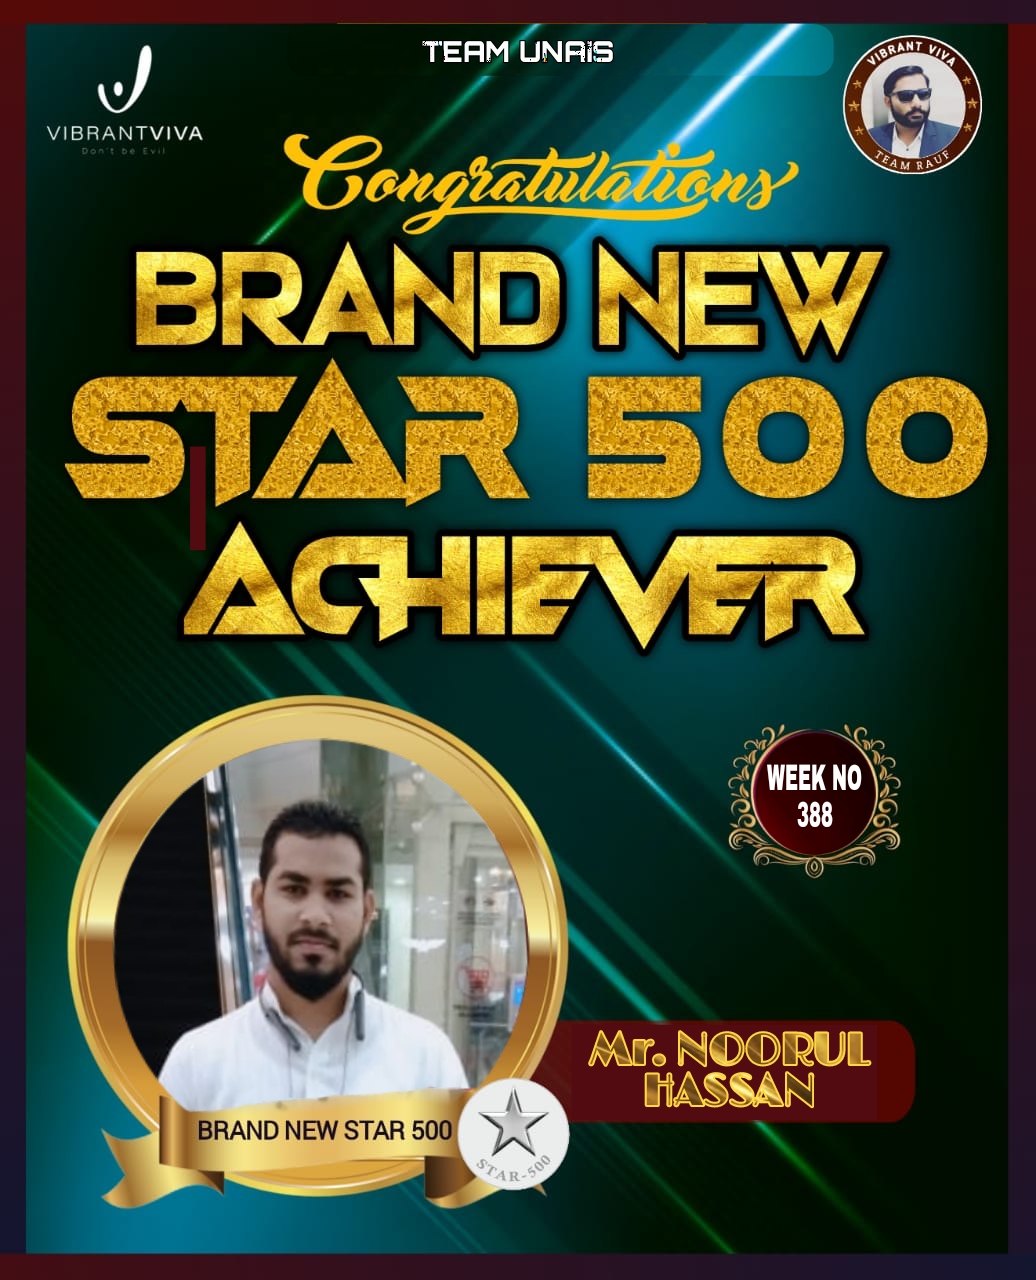 TEAM UNAIS
VIBRANTVIVA
Don't be Evil
VIBRANT VIVA
TEAM RAUF
Congratulations
BRAND NEW
STAR 500
ACHIEVER
WEEK NO
388
Mr. NOORUL
HASSAN
BRAND NEW STAR 500
STAR-500